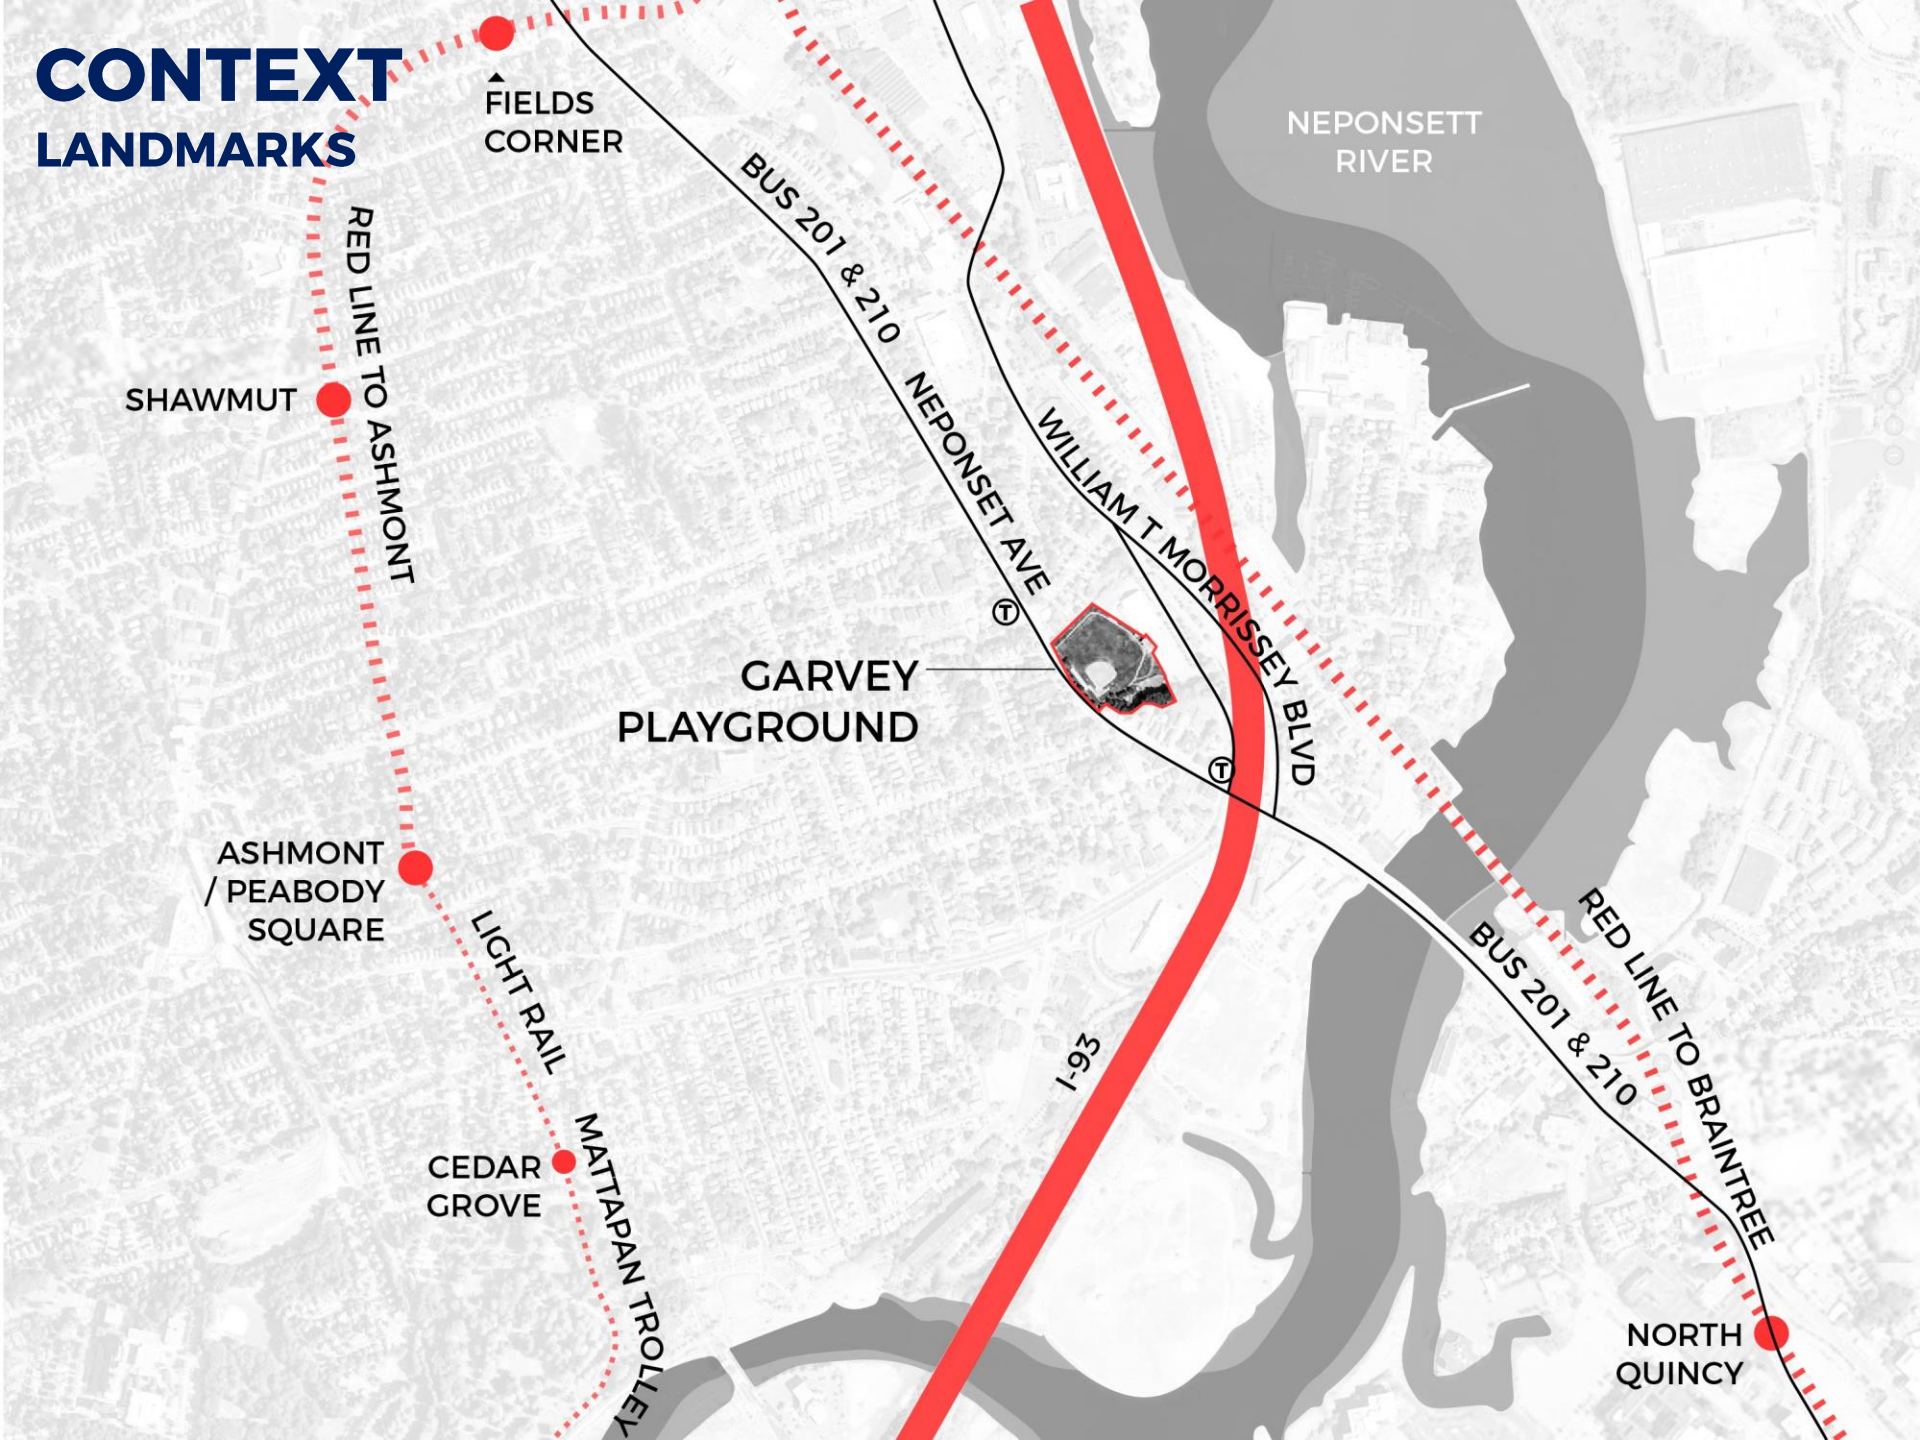 CONTEXT
LANDMARKS
FIELDS
CORNER
NEPONSETT
RIVER
BUS 201 & 210
RED LINE TO ASHMONT
SHAWMUT
NEPONSET AVE
WILLIAM T MORRISSEY BLVD
T
GARVEY
PLAYGROUND
T
ASHMONT
/ PEABODY
SQUARE
LIGHT RAIL
RED LINE TO BRAINTREE
BUS 201 & 210
I-93
MATTAPAN TROLLEY
CEDAR
GROVE
NORTH
QUINCY